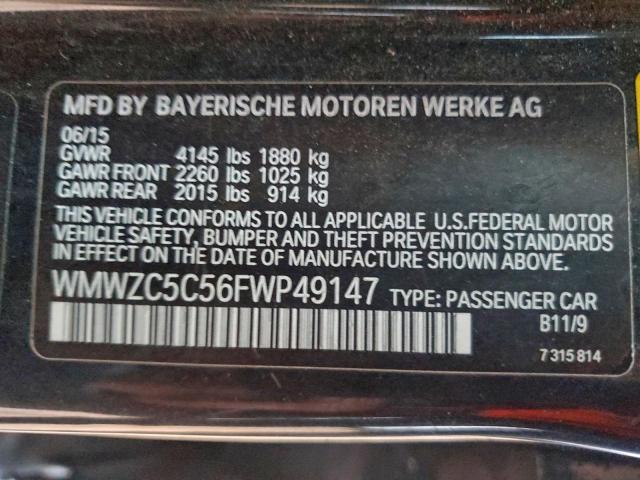 MFD BY BAYERISCHE MOTOREN WERKE AG
06/15
GVWR 4145 lbs 1880 kg
GAWR FRONT 2260 lbs 1025 kg
GAWR REAR 2015 lbs 914 kg
THIS VEHICLE CONFORMS TO ALL APPLICABLE U.S.FEDERAL MOTOR
VEHICLE SAFETY, BUMPER AND THEFT PREVENTION STANDARDS
IN EFFECT ON THE DATE OF MANUFACTURE SHOWN ABOVE.
WMWZC5C56FWP49147 TYPE: PASSENGER CAR
B11/9
7 315 814